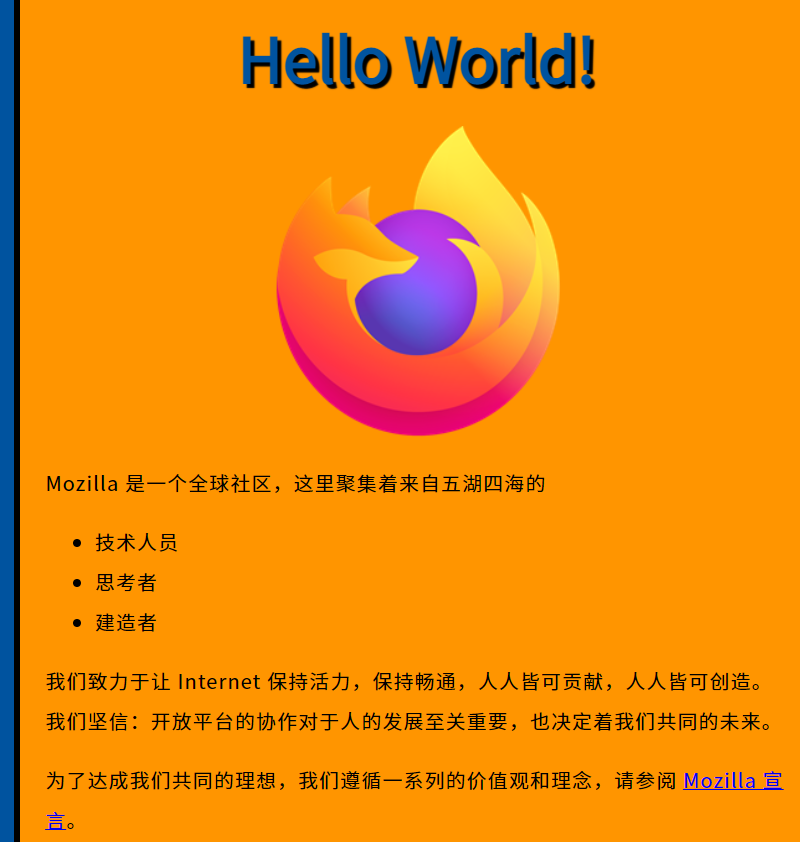 Hello World!
Mozilla 是一个全球社区，这里聚集着来自五湖四海的
技术人员
思考者
建造者
我们致力于让 Internet 保持活力，保持畅通，人人皆可贡献，人人皆可创造。
我们坚信：开放平台的协作对于人的发展至关重要，也决定着我们共同的未来。
为了达成我们共同的理想，我们遵循一系列的价值观和理念，请参阅 Mozilla 宣
言。